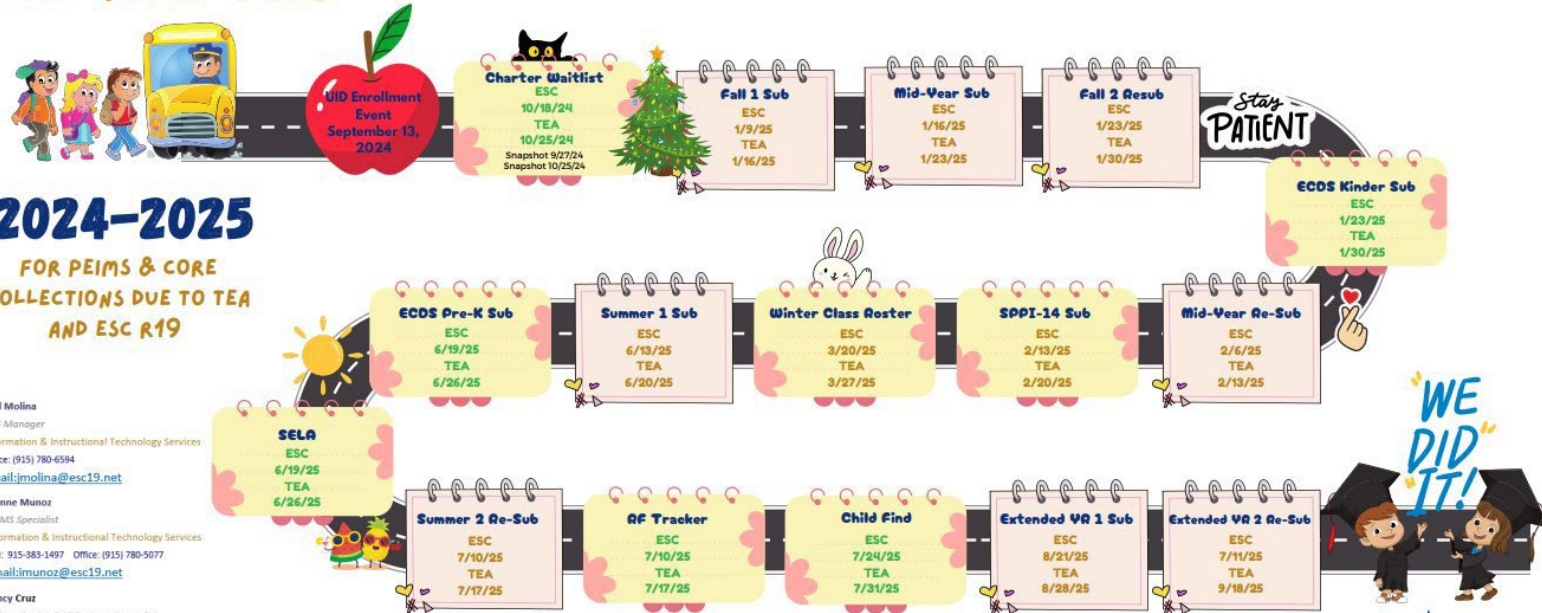 UID Enrollment
Event
September 13,
2024
Charter Waitlist
ESC
10/18/24
TEA
10/25/24
Snapshot 9/27/24
Snapshot 10/25/24
Fall 1 Sub
ESC
1/9/25
TEA
1/16/25
Mid-Year Sub
ESC
1/16/25
TEA
1/23/25
Fall 2 Resub
ESC
1/23/25
TEA
1/30/25
Stay
PATIENT
ECDS Kinder Sub
ESC
1/23/25
TEA
1/30/25
2024-2025
FOR PEIMS & CORE
OLLECTIONS DUE TO TEA
AND ESC R19
ECDS Pre-K Sub
ESC
6/19/25
TEA
6/26/25
Summer 1 Sub
ESC
6/13/25
TEA
6/20/25
Winter Class Roster
ESC
3/20/25
TEA
3/27/25
SPPI-14 Sub
ESC
2/13/25
TEA
2/20/25
Mid-Year Re-Sub
ESC
2/6/25
TEA
2/13/25
Molina
Manager
ormation & Instructional Technology Services
ce: (915) 780-6594
ail:jmolina@esc19.net
nne Munoz
MS Specialist
ormation & Instructional Technology Services
: 915-383-1497 Office: (915) 780-5077
ail:imunoz@esc19.net
ncy Cruz
SELA
ESC
6/19/25
TEA
6/26/25
Summer 2 Re-Sub
ESC
7/10/25
TEA
7/17/25
RF Tracker
ESC
7/10/25
TEA
7/17/25
Child Find
ESC
7/24/25
TEA
7/31/25
Extended YR 1 Sub
ESC
8/21/25
TEA
8/28/25
Extended YR 2 Re-Sub
ESC
7/11/25
TEA
9/18/25
WE
DID
IT!